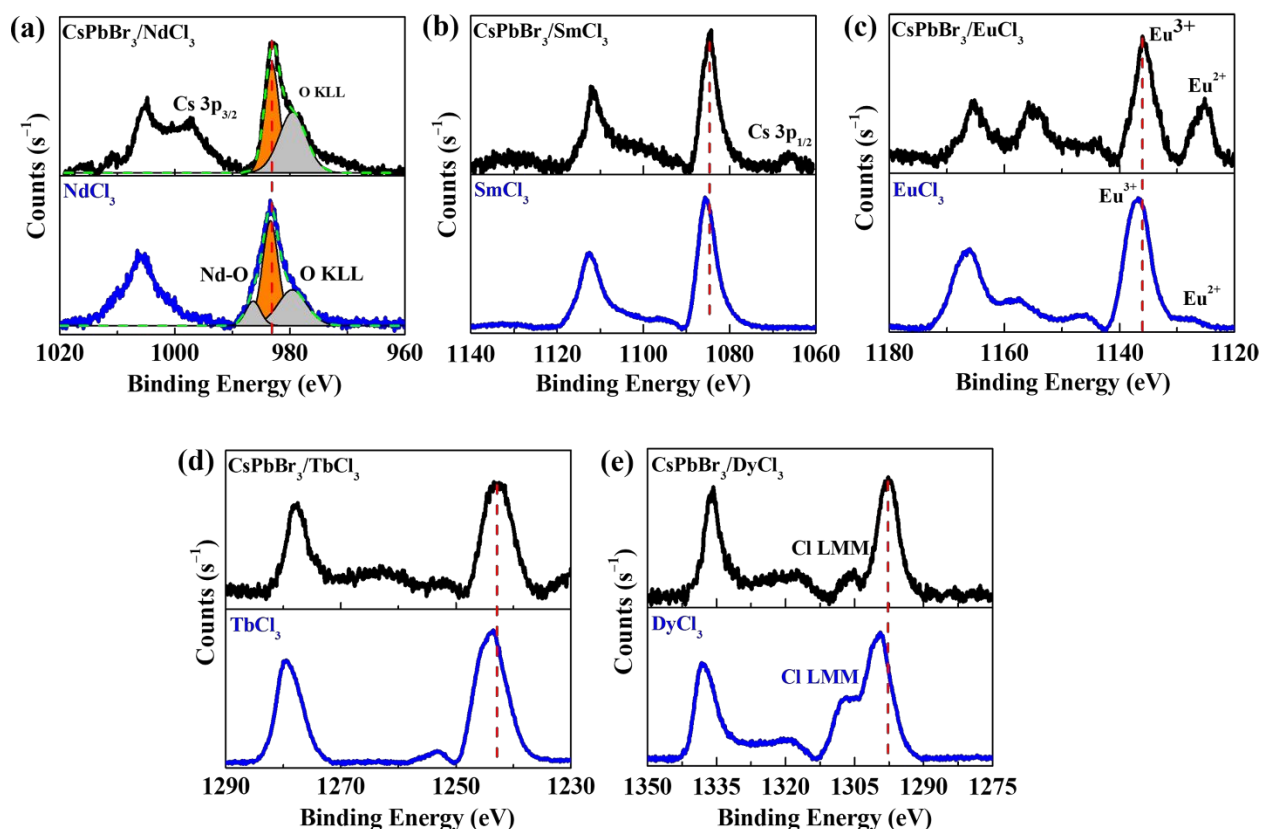 (a)
CsPbBr₃/NdCl₃
Cs 3p₃/₂
O KLL
NdCl₃
Nd-O
O KLL
Counts (s⁻¹)
1020 1000 980 960
Binding Energy (eV)
(b)
CsPbBr₃/SmCl₃
Cs 3p₁/₂
SmCl₃
Counts (s⁻¹)
1140 1120 1100 1080 1060
Binding Energy (eV)
(c)
CsPbBr₃/EuCl₃
Eu³⁺
Eu²⁺
EuCl₃
Eu³⁺
Eu²⁺
Counts (s⁻¹)
1180 1160 1140 1120
Binding Energy (eV)
(d)
CsPbBr₃/TbCl₃
TbCl₃
Counts (s⁻¹)
1290 1270 1250 1230
Binding Energy (eV)
(e)
CsPbBr₃/DyCl₃
Cl LMM
DyCl₃
Cl LMM
Counts (s⁻¹)
1350 1335 1320 1305 1290 1275
Binding Energy (eV)